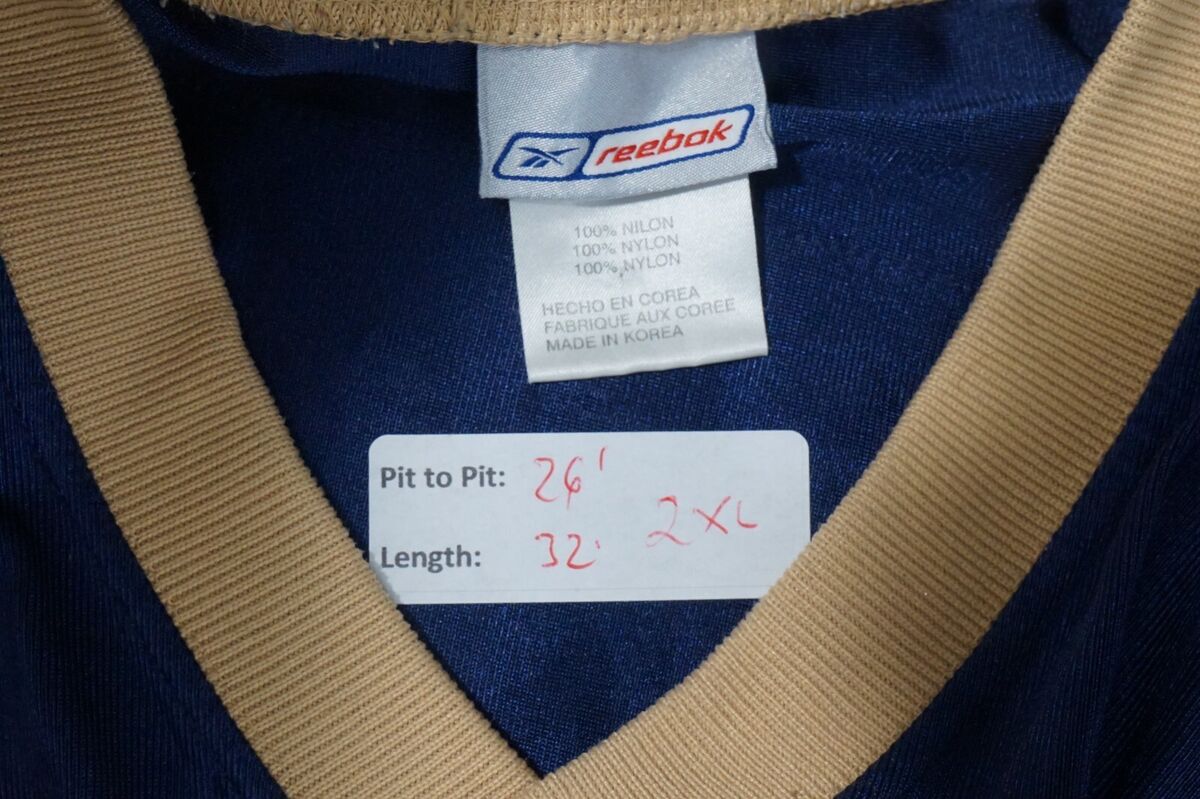 reebok
100% NILON
100% NYLON
100% NYLON
HECHO EN COREA
FABRIQUE AUX COREE
MADE IN KOREA
Pit to Pit: 26'
2XL
Length: 32'